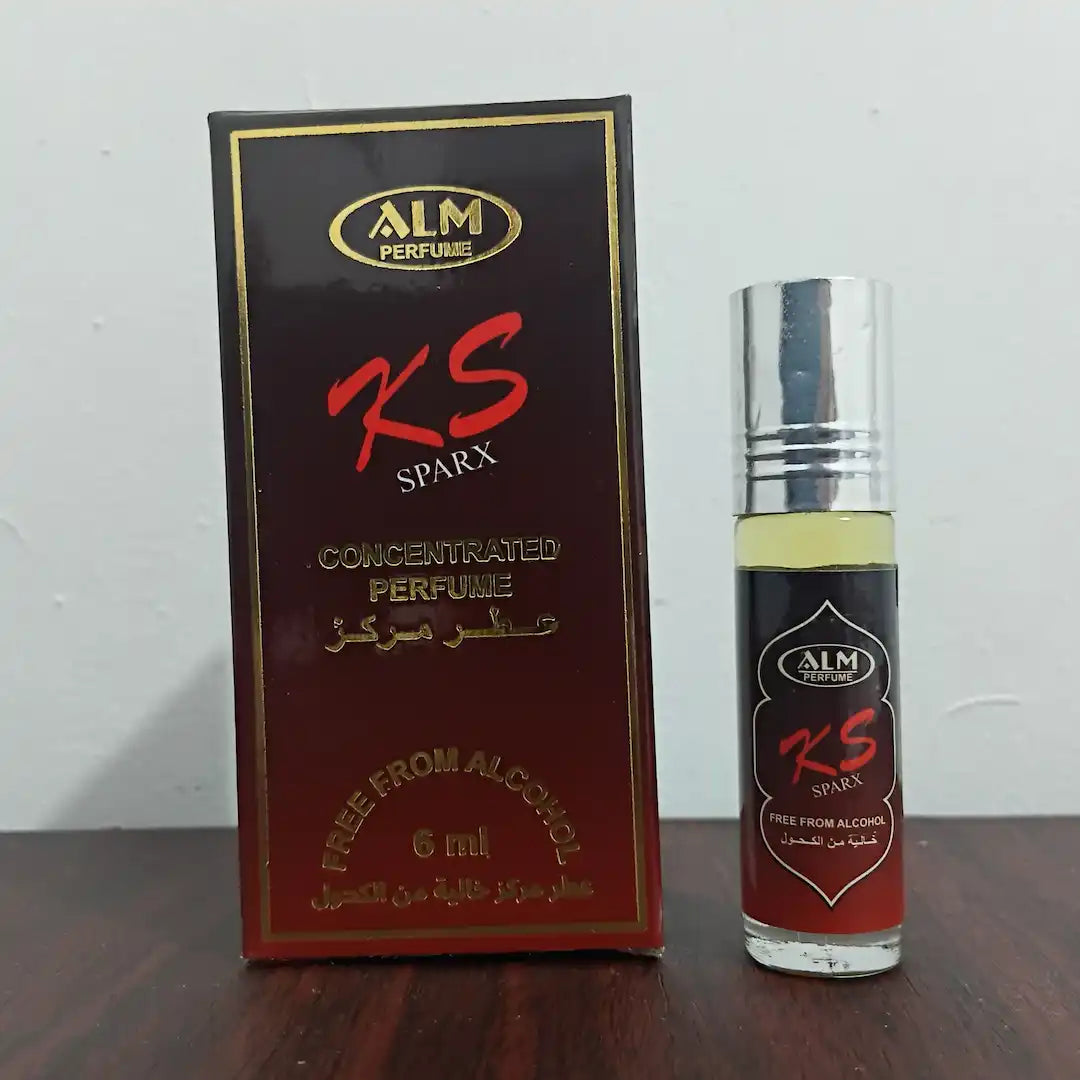 ALM
PERFUME
KS
SPARX
CONCENTRATED
PERFUME
عطر مركز
FREE FROM ALCOHOL
6 ml
عطر مركز خالية من الكحول
ALM
PERFUME
KS
SPARX
FREE FROM ALCOHOL
خالية من الكحول